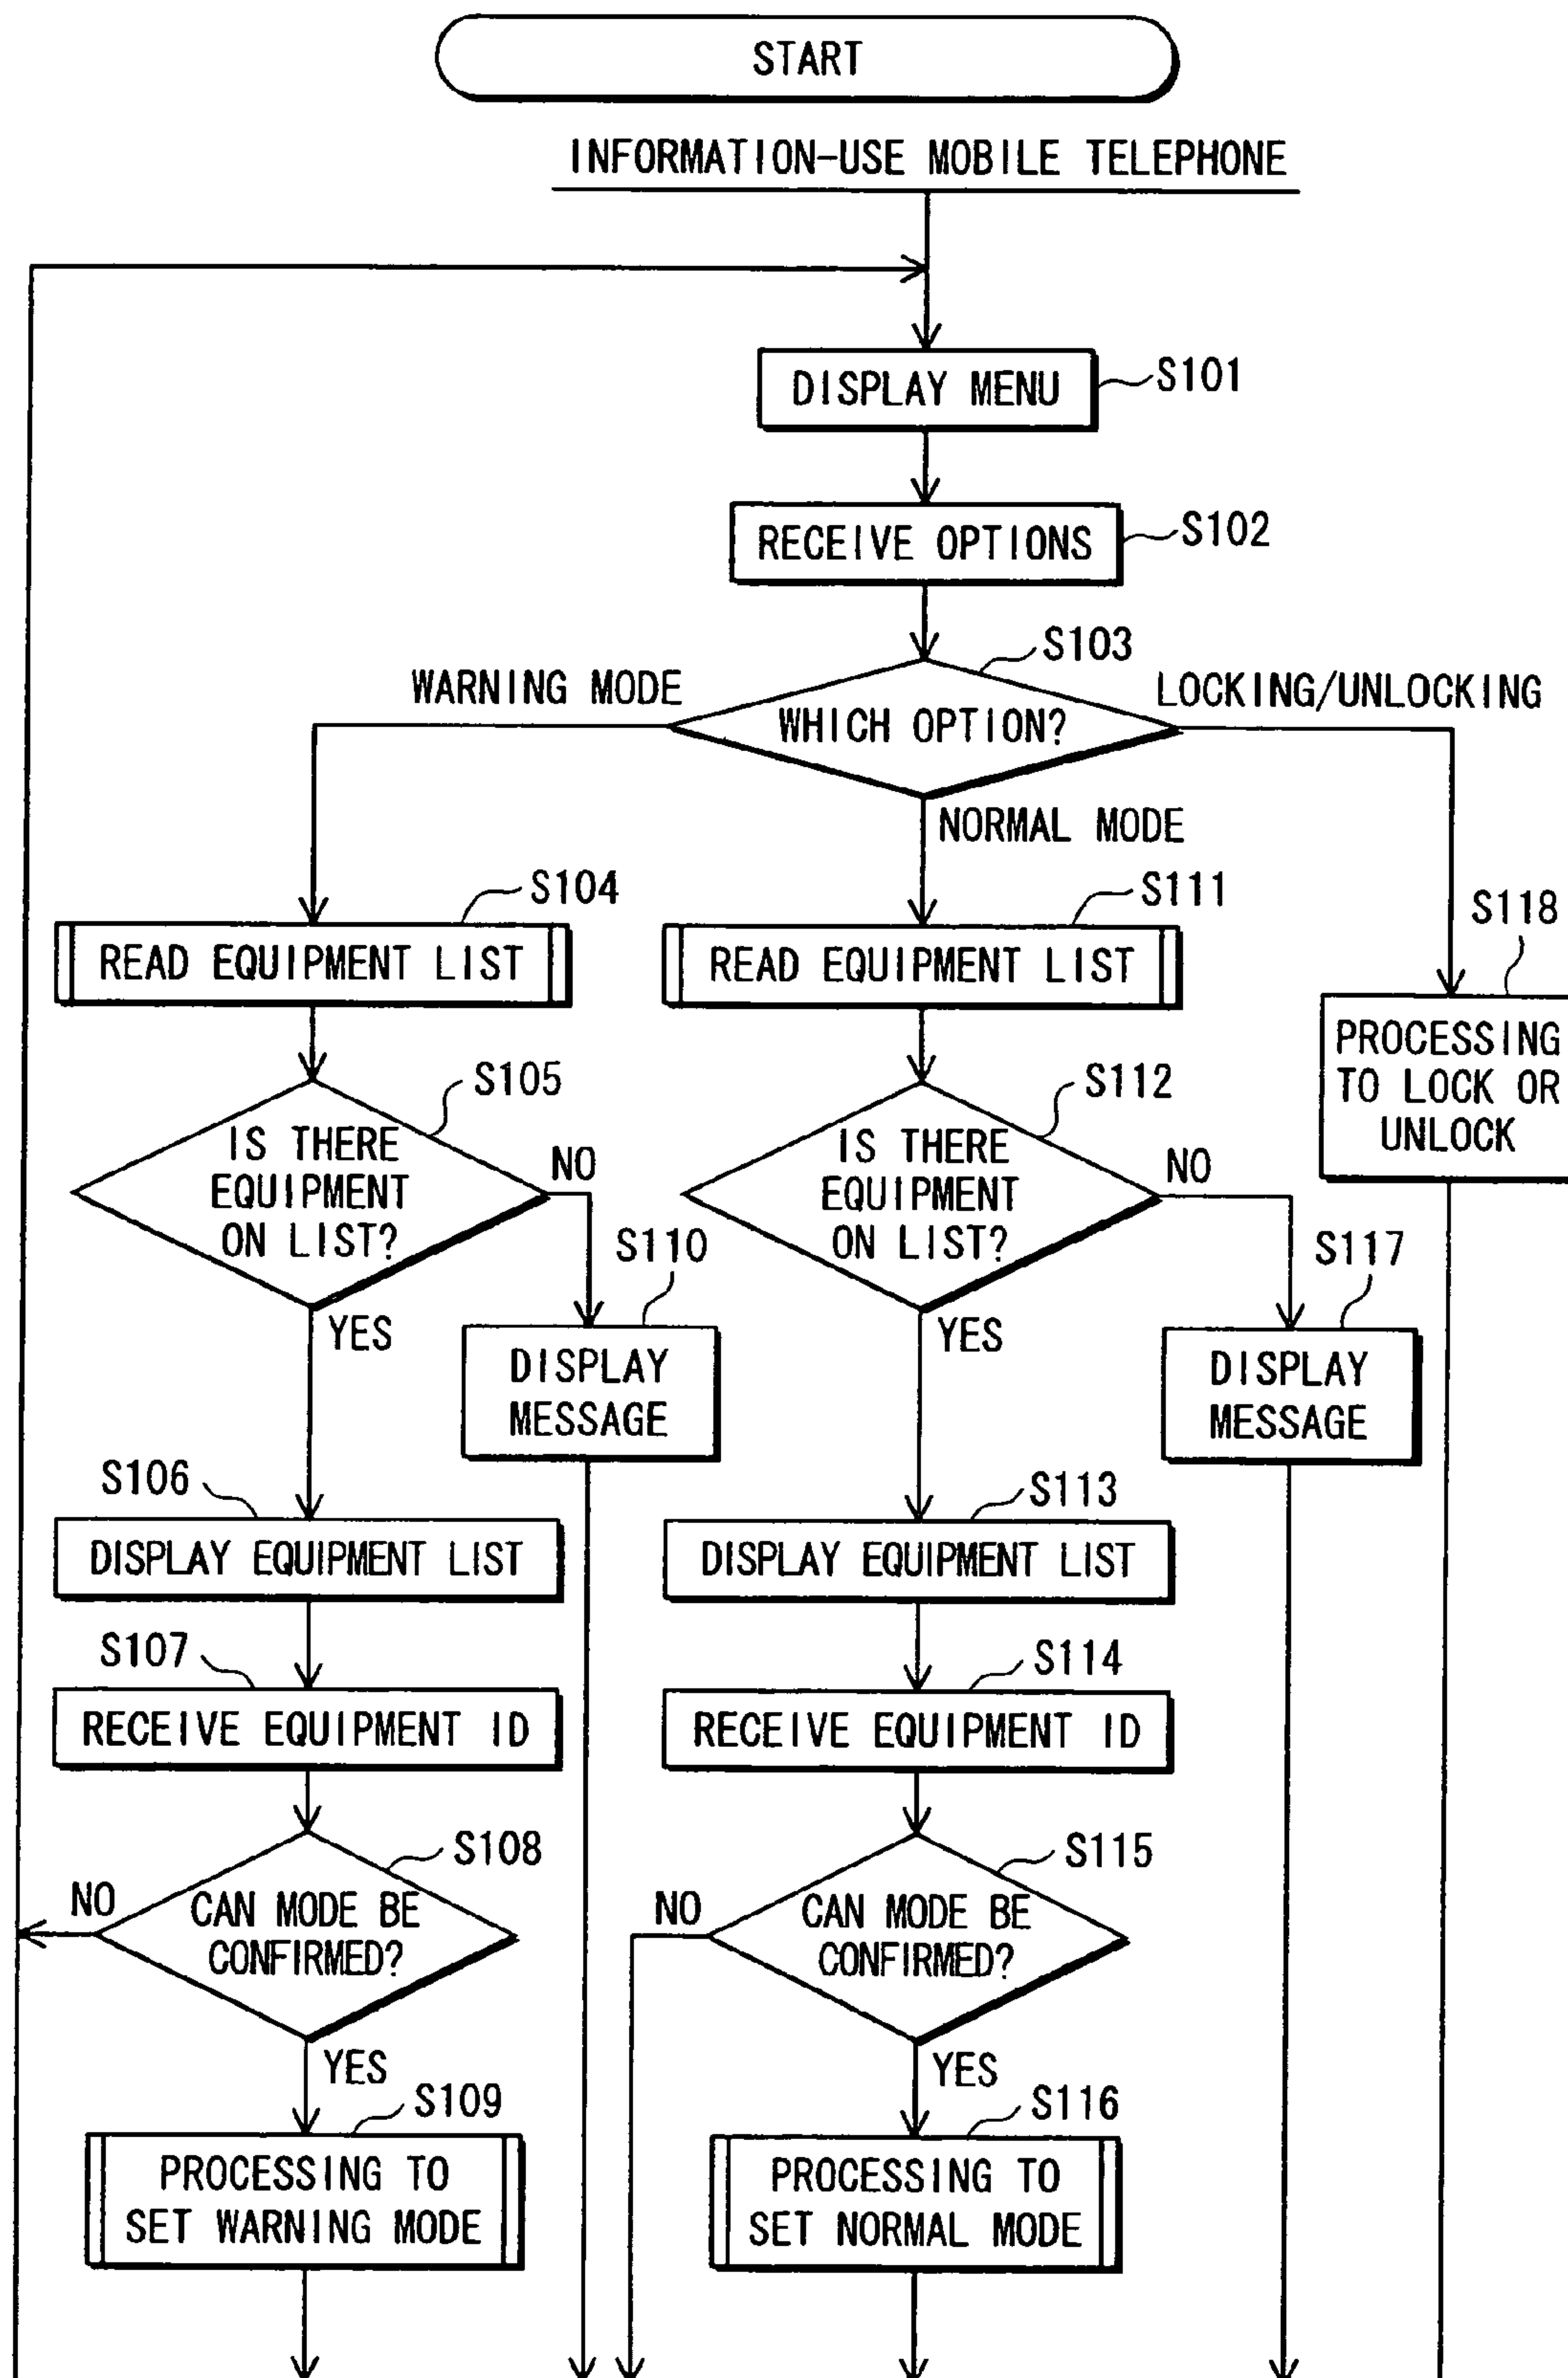 START
INFORMATION-USE MOBILE TELEPHONE
DISPLAY MENU
S101
RECEIVE OPTIONS
S102
S103
WARNING MODE
LOCKING/UNLOCKING
WHICH OPTION?
NORMAL MODE
S104
S111
S118
READ EQUIPMENT LIST
READ EQUIPMENT LIST
PROCESSING
TO LOCK OR
UNLOCK
S105
S112
IS THERE
EQUIPMENT
ON LIST?
NO
IS THERE
EQUIPMENT
ON LIST?
NO
S110
S117
YES
YES
DISPLAY
MESSAGE
DISPLAY
MESSAGE
S106
S113
DISPLAY EQUIPMENT LIST
DISPLAY EQUIPMENT LIST
S107
S114
RECEIVE EQUIPMENT ID
RECEIVE EQUIPMENT ID
S108
S115
NO
CAN MODE BE
CONFIRMED?
NO
CAN MODE BE
CONFIRMED?
YES
YES
S109
S116
PROCESSING TO
SET WARNING MODE
PROCESSING TO
SET NORMAL MODE